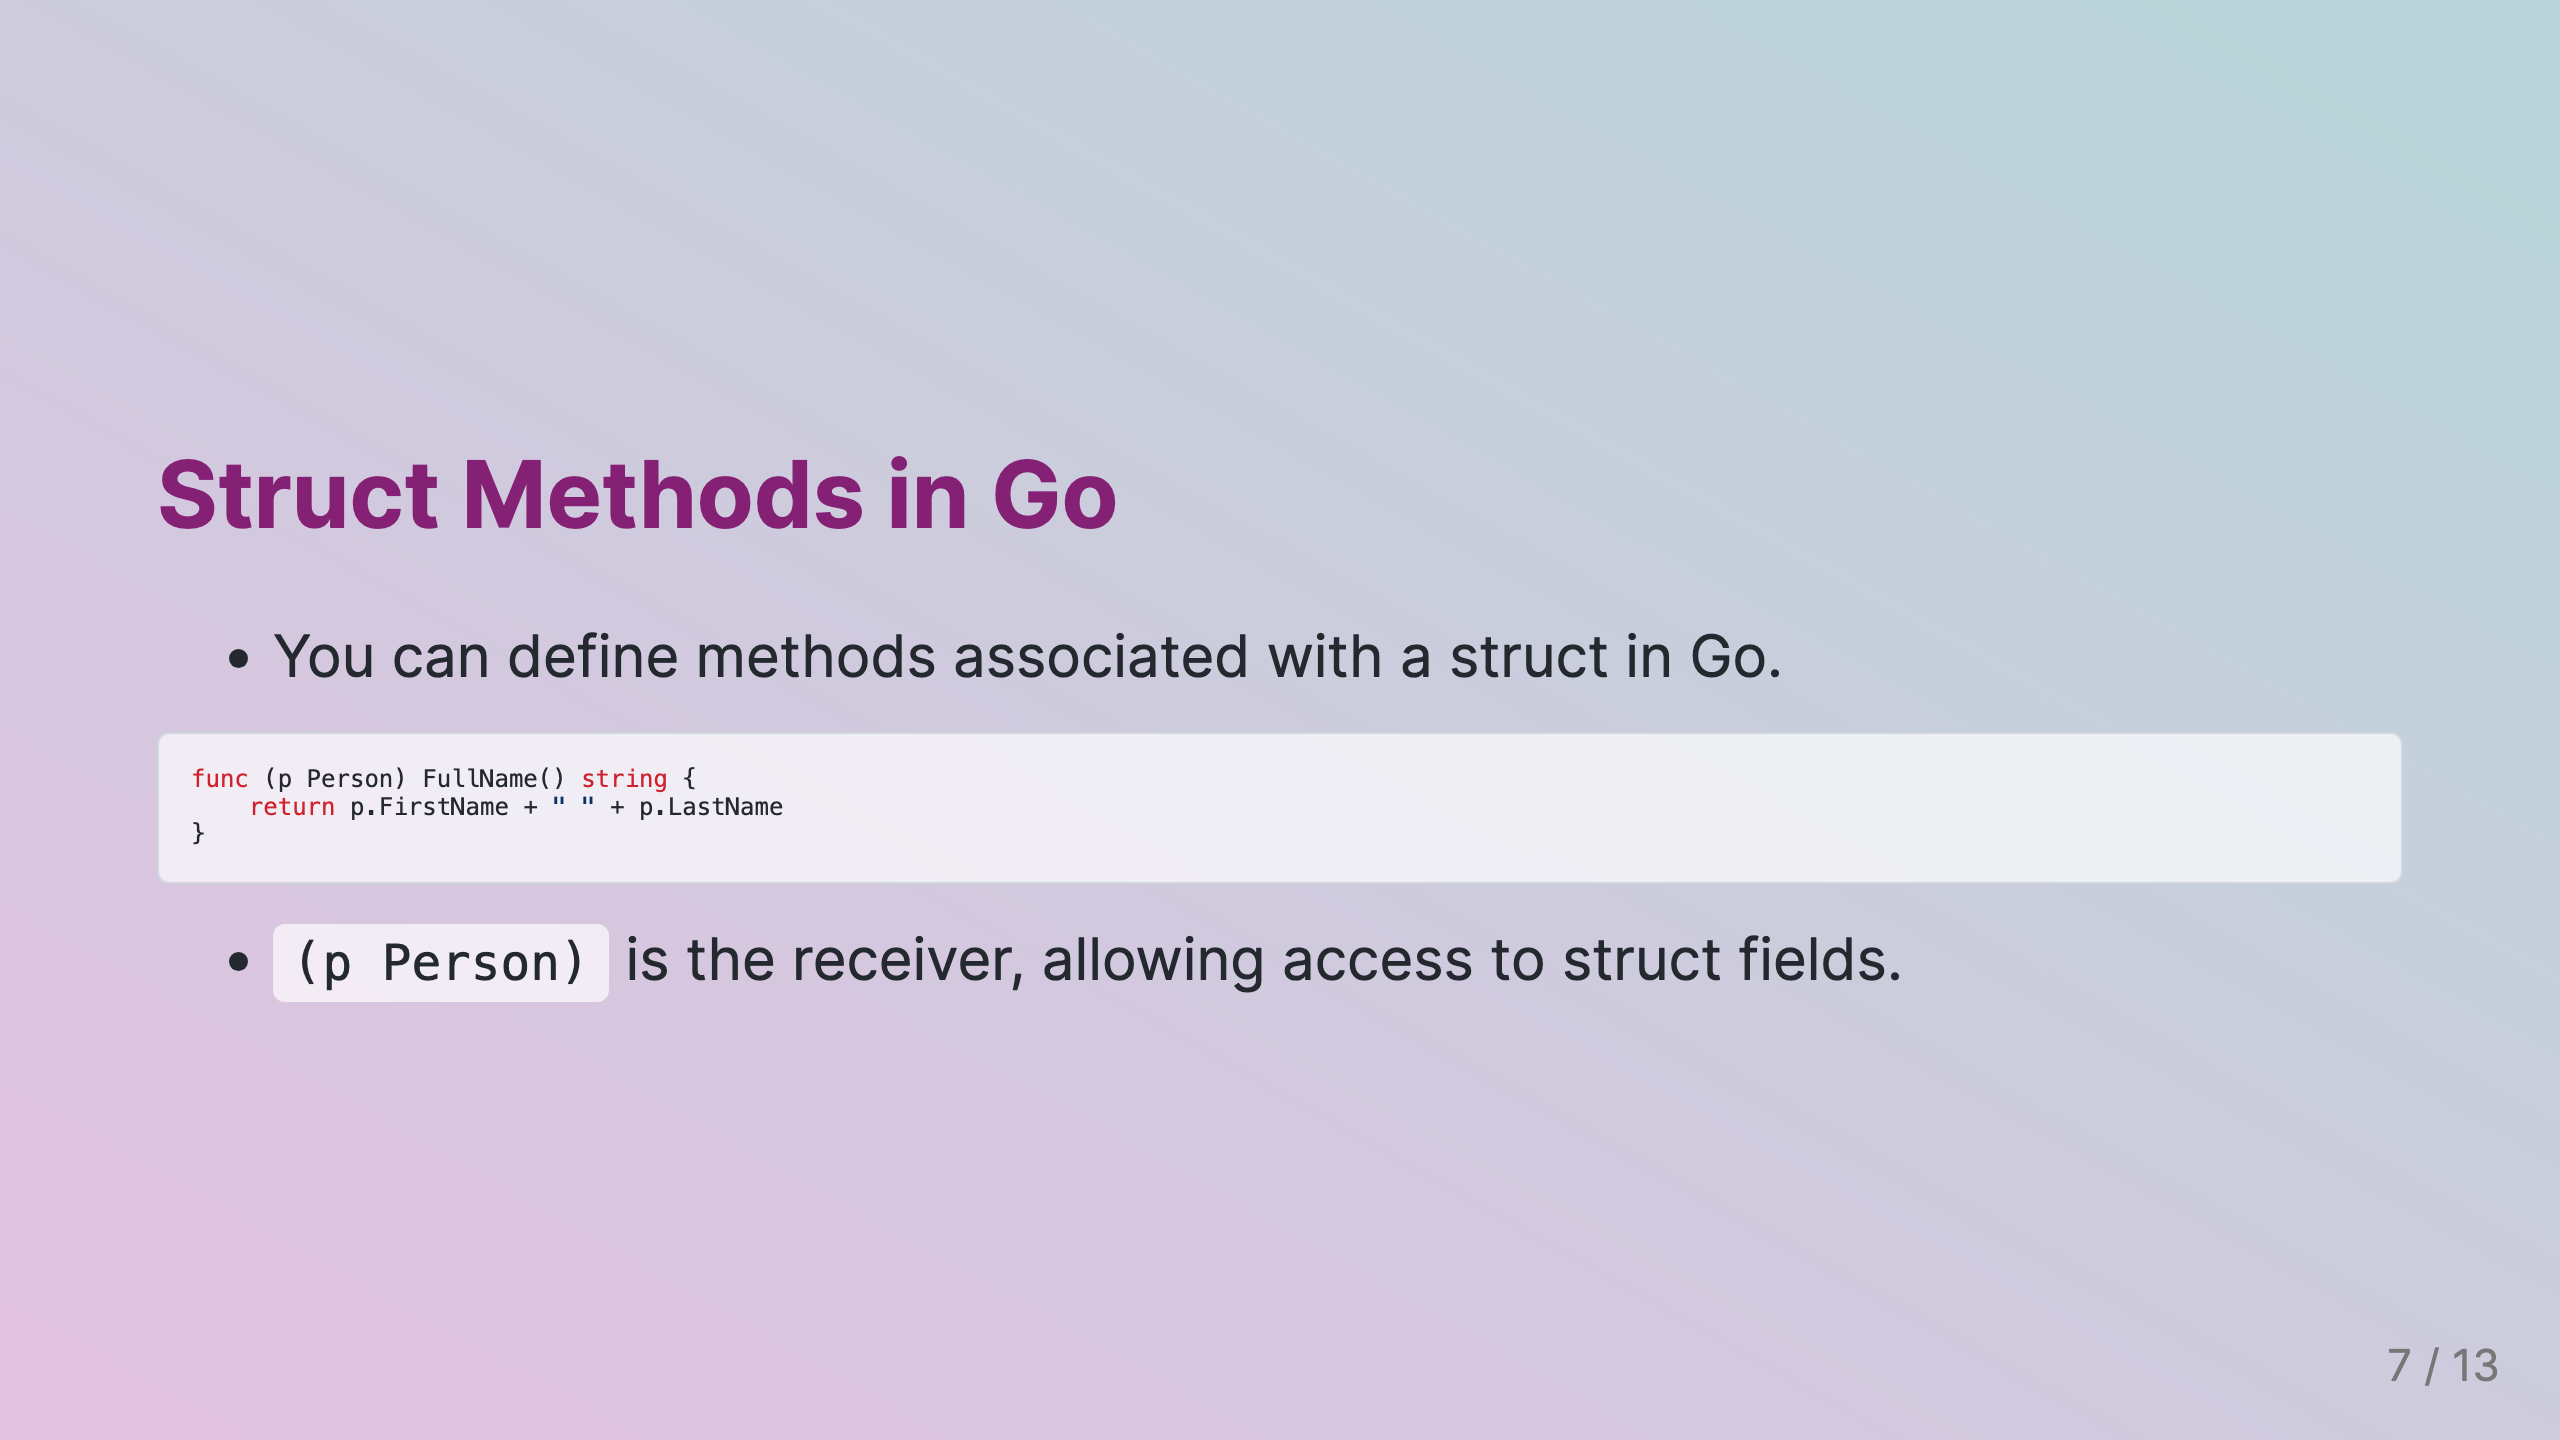 Struct Methods in Go
• You can define methods associated with a struct in Go.
func (p Person) FullName() string {
    return p.FirstName + " " + p.LastName
}
• (p Person) is the receiver, allowing access to struct fields.
7 / 13